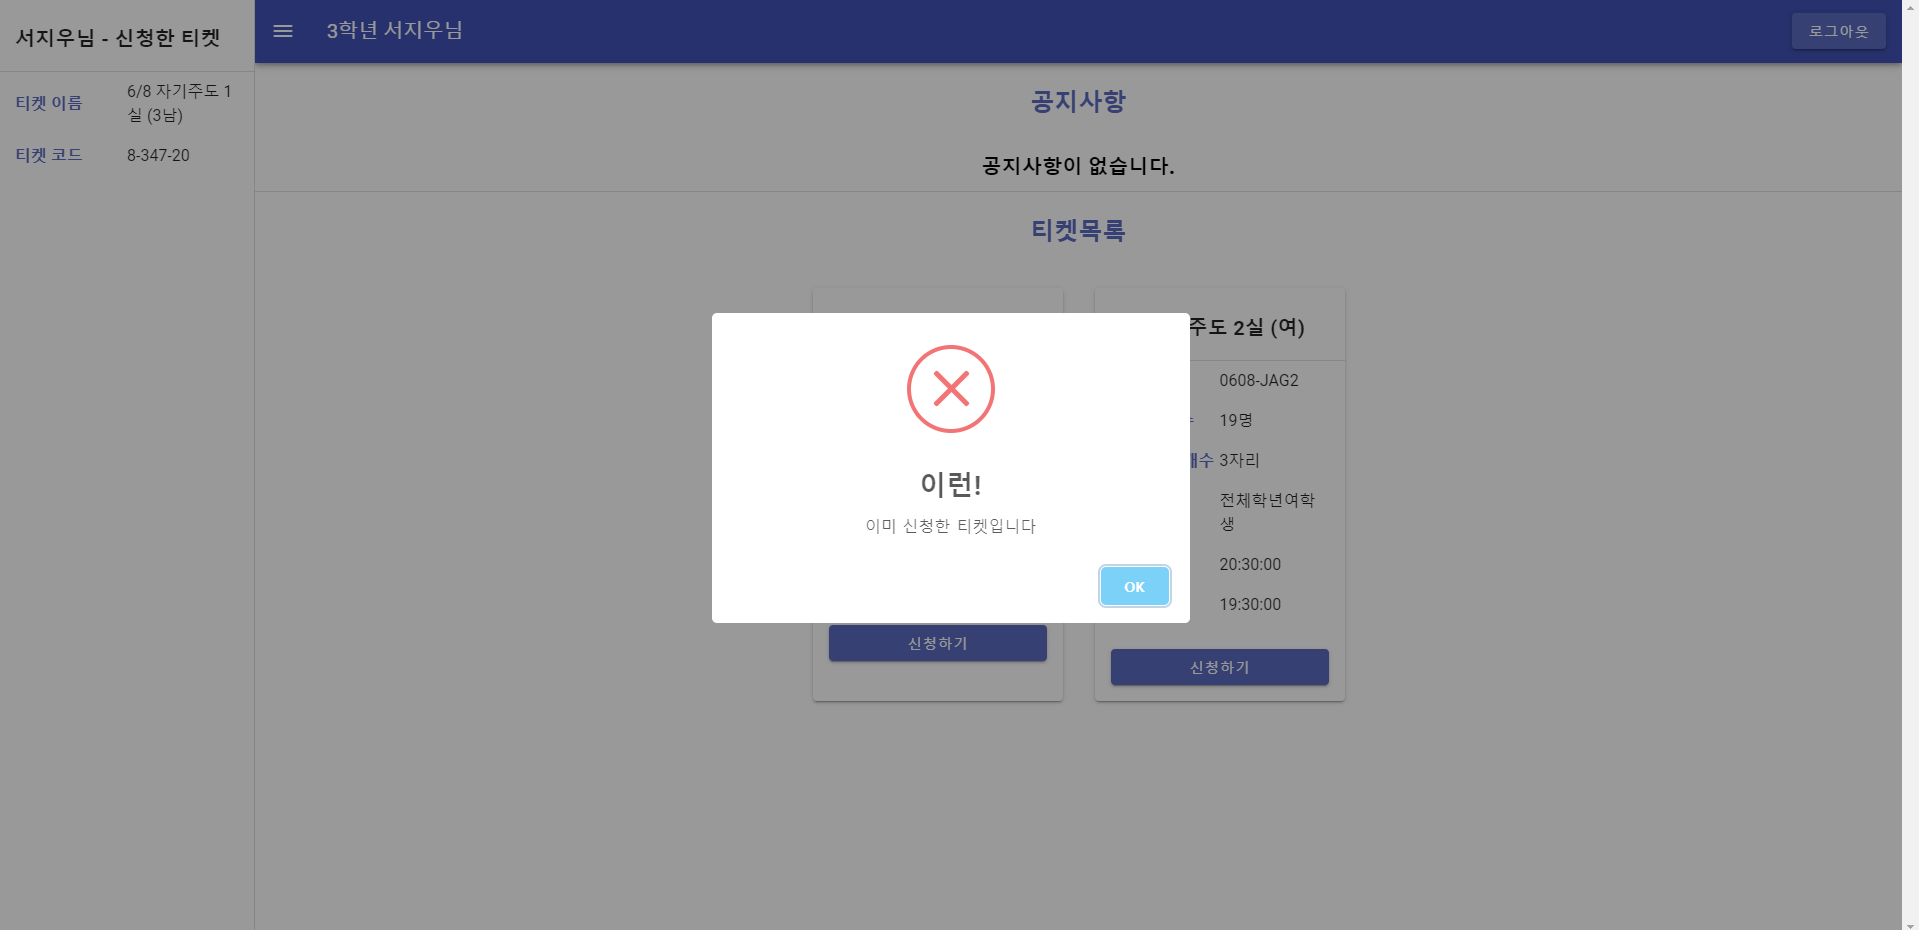 서지우님 - 신청한 티켓
티켓 이름
6/8 자기주도 1
실 (3남)
티켓 코드
8-347-20
3학년 서지우님
로그아웃
공지사항
공지사항이 없습니다.
티켓목록
이런!
이미 신청한 티켓입니다
OK
신청하기
주도 2실 (여)
0608-JAG2
19명
개수 3자리
전체학년여학
생
20:30:00
19:30:00
신청하기